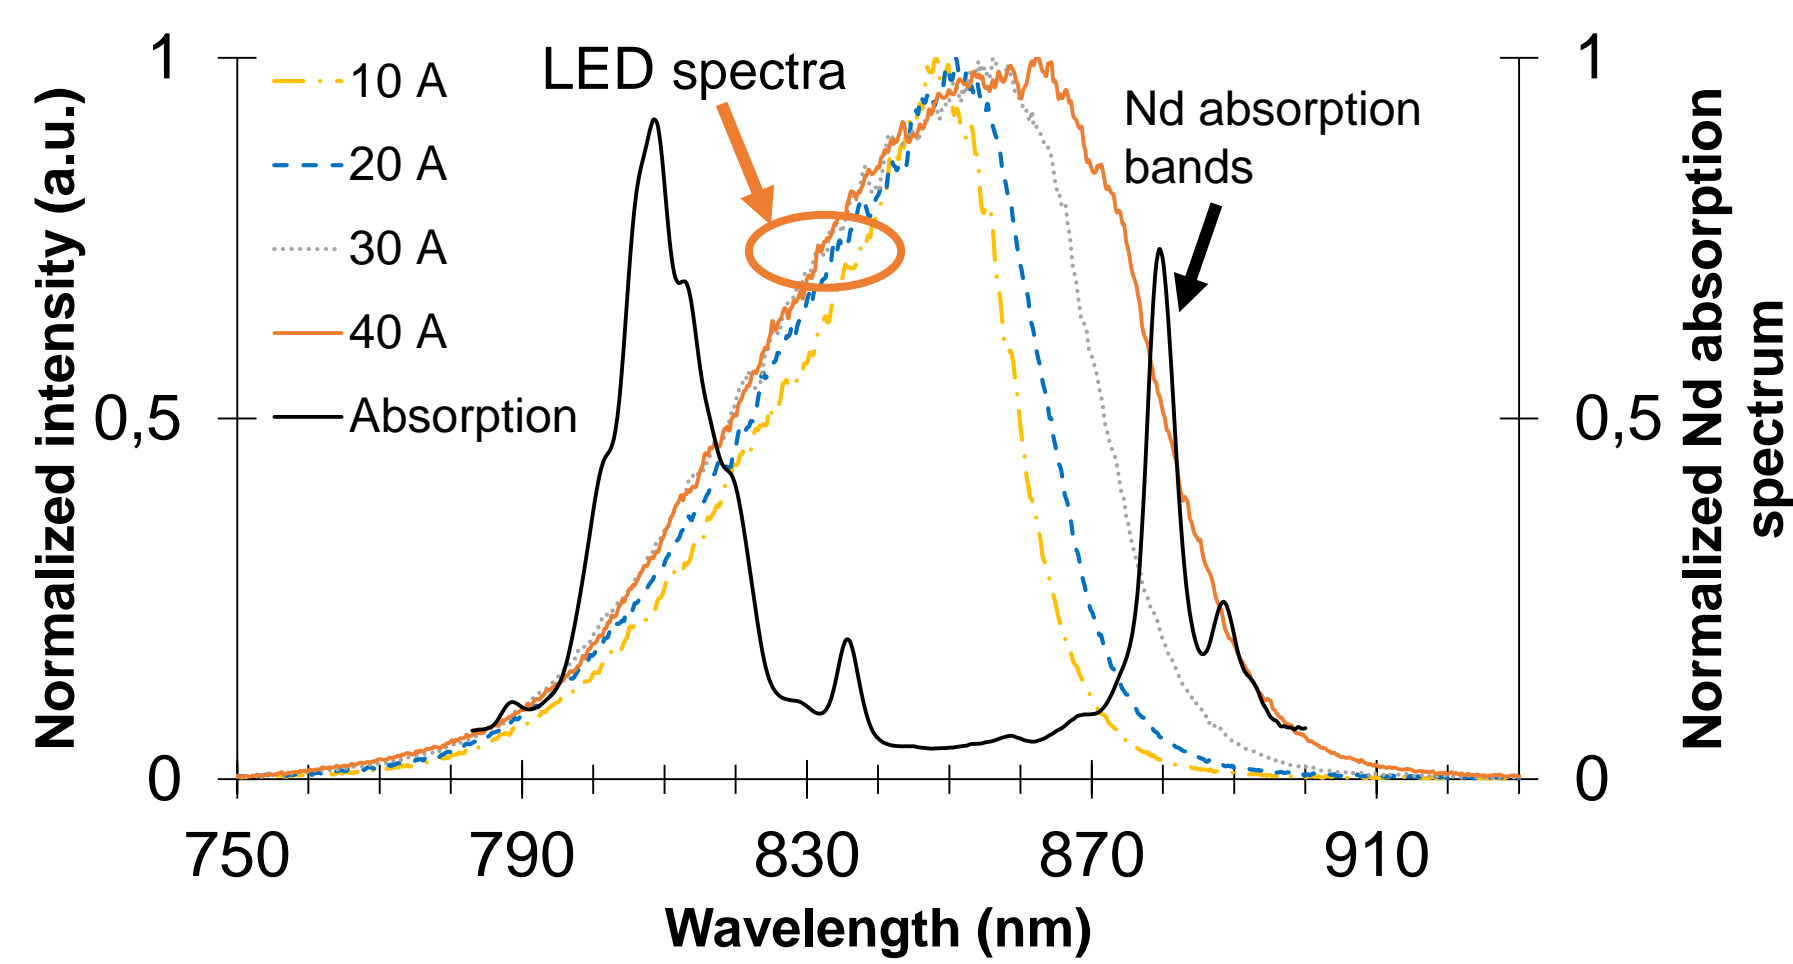 Normalized intensity (a.u.)
1
0,5
0
10 A
20 A
30 A
40 A
Absorption
LED spectra
Nd absorption
bands
1
0,5
0
Normalized Nd absorption
spectrum
750
790
830
870
910
Wavelength (nm)